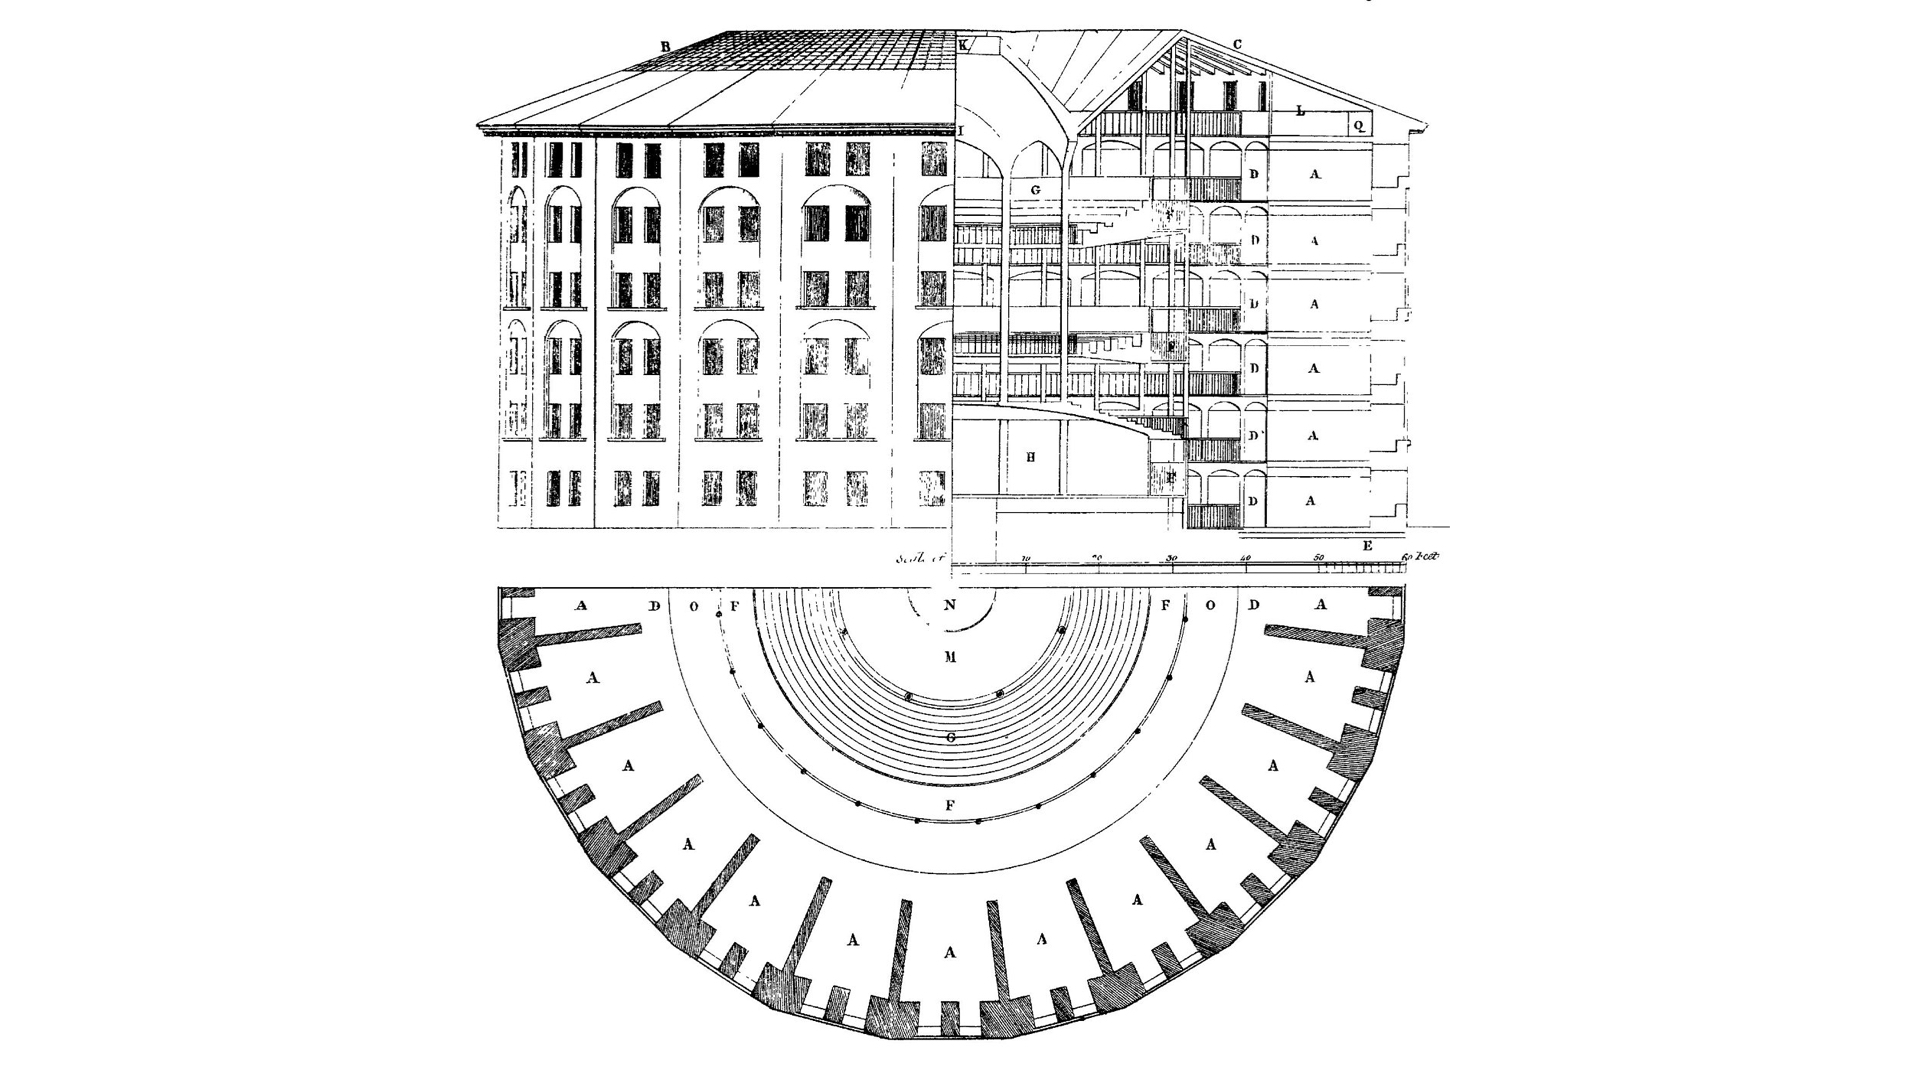 B K C
L
I Q
G D A
F
D A
D A
F D A
D A
H F D A
E
Scale of 10 20 30 40 50 60 Feet
A D O F N F O D A
M
A A
G
A A
F
A A
A A
A A
A